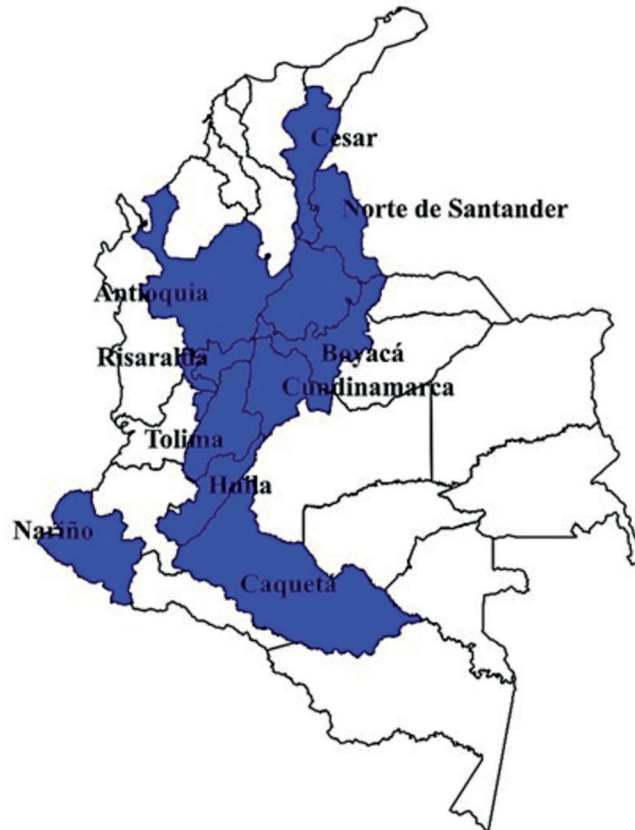 Cesar
Norte de Santander
Antioquia
Risaralda
Boyacá
Cundinamarca
Tolima
Huila
Nariño
Caquetá